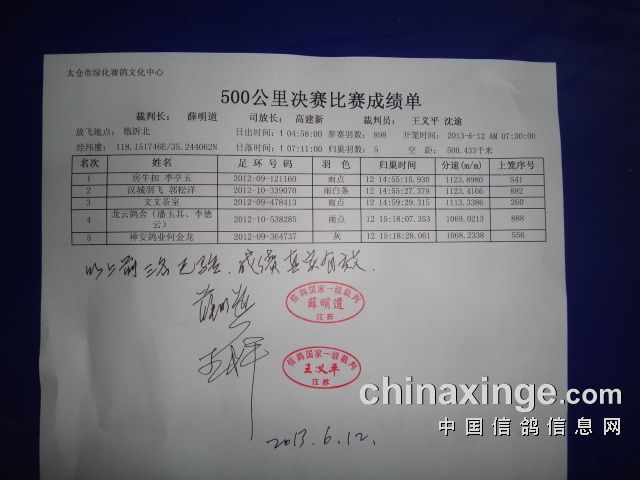 太仓市绿化赛鸽文化中心
500公里决赛比赛成绩单
裁判长: 薛明道 司放长: 高建新 裁判员: 王义平 沈逾
放飞地点: 临沂北 日出时间: 04:58:00 参赛羽数: 898 开笼时间: 2013-6-12 AM 07:30:00
经纬度: 118.151746E/35.244062N 日落时间: 07:11:00 归巢羽数: 5 空 距: 500.433千米
名次 姓名 足 环 号 码 羽 色 归巢时间 分速(m/m) 上笼序号
1 房牛扣 季亭玉 2012-09-121160 雨点 12 14:55:15.930 1123.8980 541
2 汉城羽飞 郭松洋 2012-10-339070 雨白条 12 14:55:27.379 1123.4166 882
3 文文茶室 2012-09-478413 雨点 12 14:59:29.315 1113.3386 260
4 龙云鸽舍（潘玉其、李德云） 2012-10-538285 雨点 12 15:18:07.353 1069.0213 888
5 神安鸽业何金龙 2012-09-364737 灰 12 15:18:28.061 1068.2338 556
以上前三名已验，成绩真实有效.
薛明道
信鸽国家一级裁判
薛明道
江苏
王义平
信鸽国家一级裁判
王义平
江苏
2013.6.12.
chinaxinge.com
中国信鸽信息网